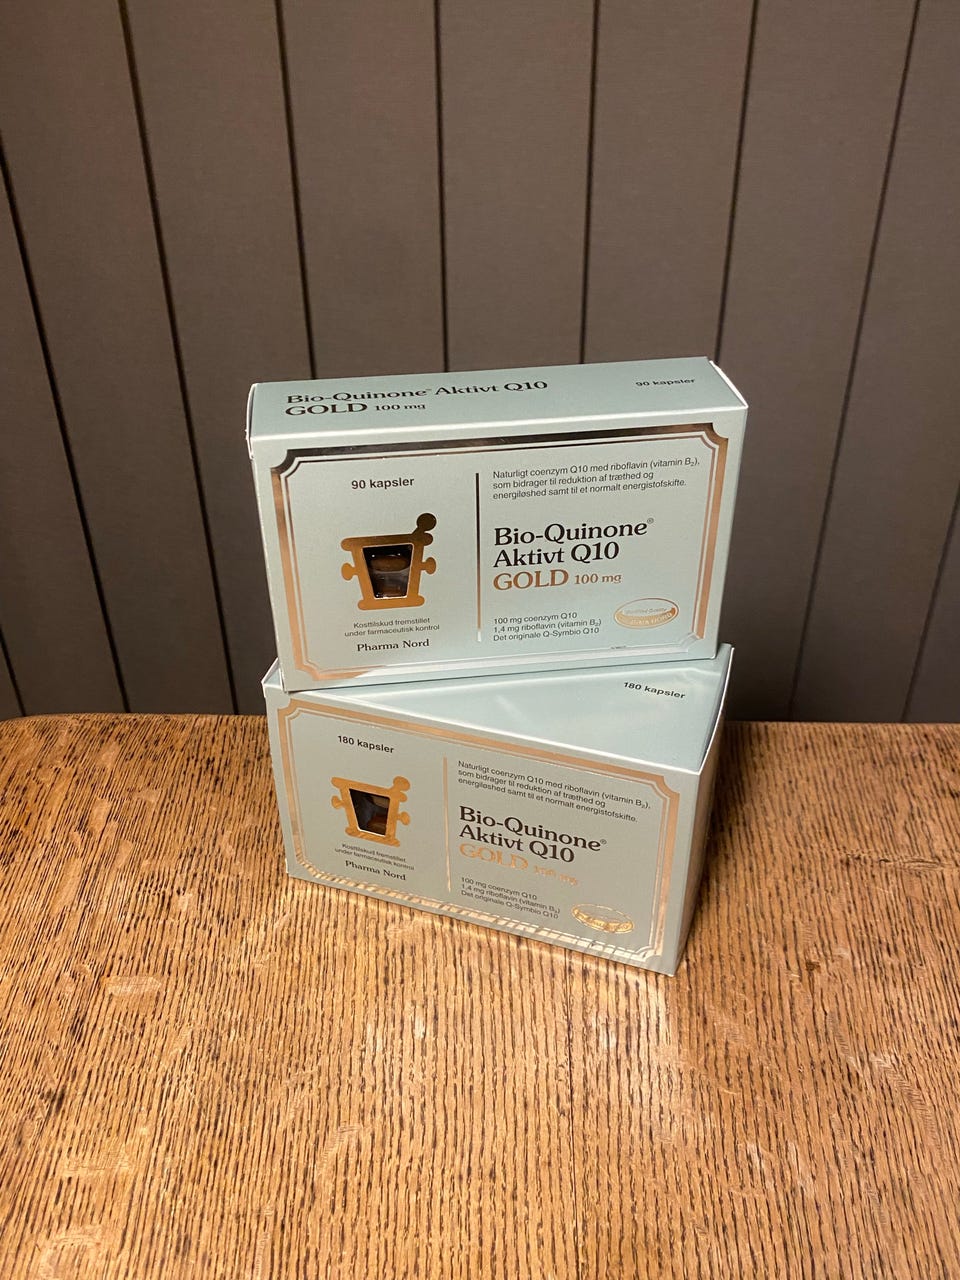 Bio-Quinone™ Aktivt Q10
GOLD 100 mg
90 kapsler
90 kapsler
Kosttilskud fremstillet
under farmaceutisk kontrol
Pharma Nord
Naturligt coenzym Q10 med riboflavin (vitamin B₂),
som bidrager til reduktion af træthed og
energiløshed samt til et normalt energistofskifte.
Bio-Quinone®
Aktivt Q10
GOLD 100 mg
100 mg coenzym Q10
1,4 mg riboflavin (vitamin B₂)
Det originale Q-Symbio Q10
PHARMA NORD
180 kapsler
180 kapsler
Kosttilskud fremstillet
under farmaceutisk kontrol
Pharma Nord
Naturligt coenzym Q10 med riboflavin (vitamin B₂),
som bidrager til reduktion af træthed og
energiløshed samt til et normalt energistofskifte.
Bio-Quinone®
Aktivt Q10
GOLD 100 mg
100 mg coenzym Q10
1,4 mg riboflavin (vitamin B₂)
Det originale Q-Symbio Q10